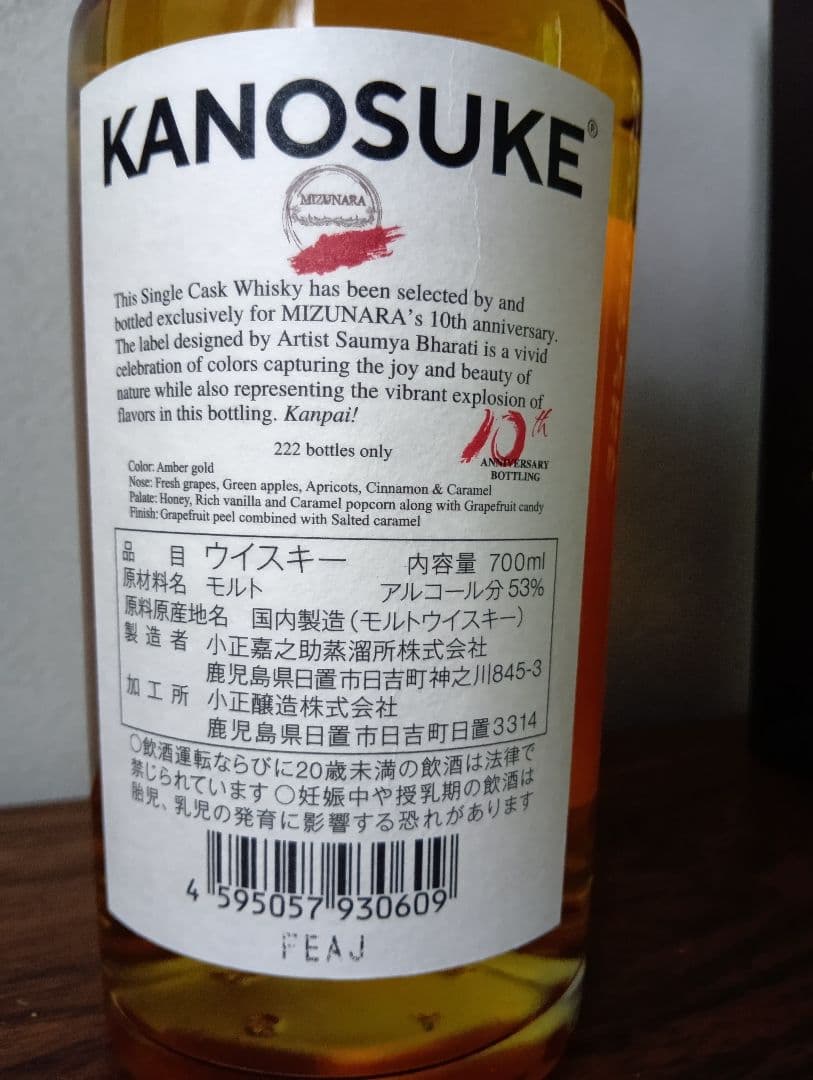 KANOSUKE®
MIZUNARA
This Single Cask Whisky has been selected by and
bottled exclusively for MIZUNARA's 10th anniversary.
The label designed by Artist Saumya Bharati is a vivid
celebration of colors capturing the joy and beauty of
nature while also representing the vibrant explosion of
flavors in this bottling. Kanpai!
222 bottles only
10th
ANNIVERSARY
BOTTLING
Color: Amber gold
Nose: Fresh grapes, Green apples, Apricots, Cinnamon & Caramel
Palate: Honey, Rich vanilla and Caramel popcorn along with Grapefruit candy
Finish: Grapefruit peel combined with Salted caramel
品目 ウイスキー 内容量 700ml
原材料名 モルト アルコール分 53%
原料原産地名 国内製造(モルトウイスキー)
製造者 小正嘉之助蒸溜所株式会社
鹿児島県日置市日吉町神之川845-3
加工所 小正醸造株式会社
鹿児島県日置市日吉町日置3314
○飲酒運転ならびに20歳未満の飲酒は法律で
禁じられています ○妊娠中や授乳期の飲酒は
胎児、乳児の発育に影響する恐れがあります
4 595057 930609
FEAJ